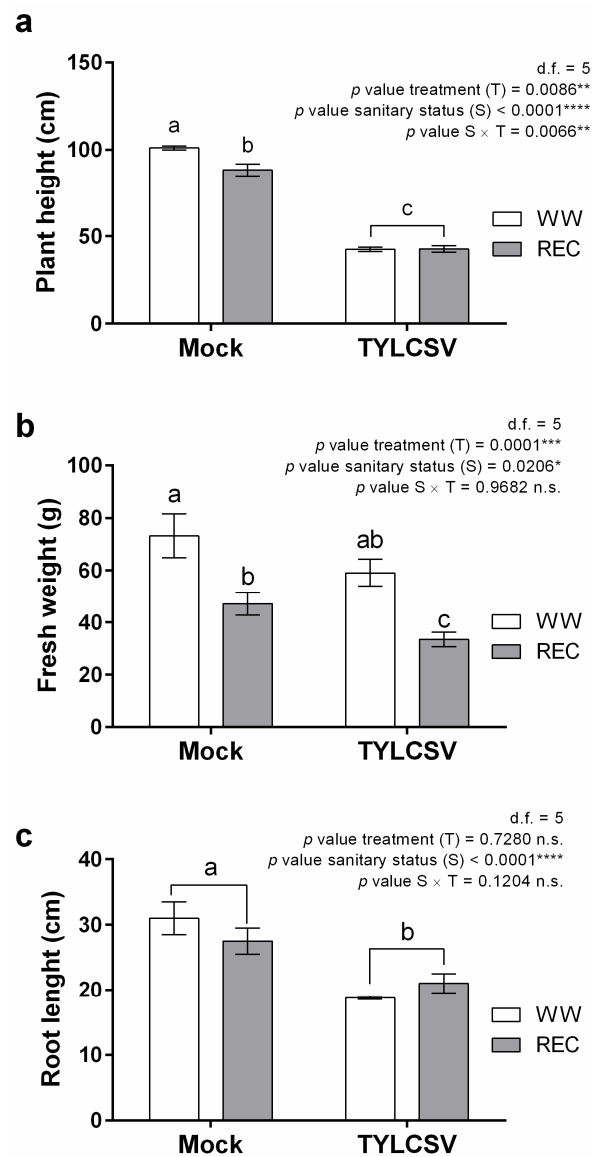 a
d.f. = 5
p value treatment (T) = 0.0086**
p value sanitary status (S) < 0.0001****
p value S × T = 0.0066**
Plant height (cm)
150
100
50
0
a
b
c
WW
REC
Mock
TYLCSV
b
d.f. = 5
p value treatment (T) = 0.0001***
p value sanitary status (S) = 0.0206*
p value S × T = 0.9682 n.s.
Fresh weight (g)
100
80
60
40
20
0
a
b
ab
c
WW
REC
Mock
TYLCSV
c
d.f. = 5
p value treatment (T) = 0.7280 n.s.
p value sanitary status (S) < 0.0001****
p value S × T = 0.1204 n.s.
Root lenght (cm)
40
30
20
10
0
a
b
WW
REC
Mock
TYLCSV